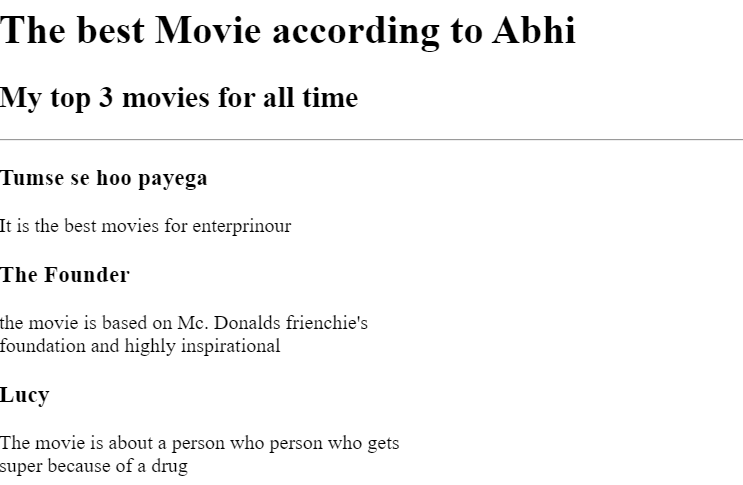 The best Movie according to Abhi
My top 3 movies for all time
Tumse se hoo payega
It is the best movies for enterprinour
The Founder
the movie is based on Mc. Donalds frienchie's
foundation and highly inspirational
Lucy
The movie is about a person who person who gets
super because of a drug